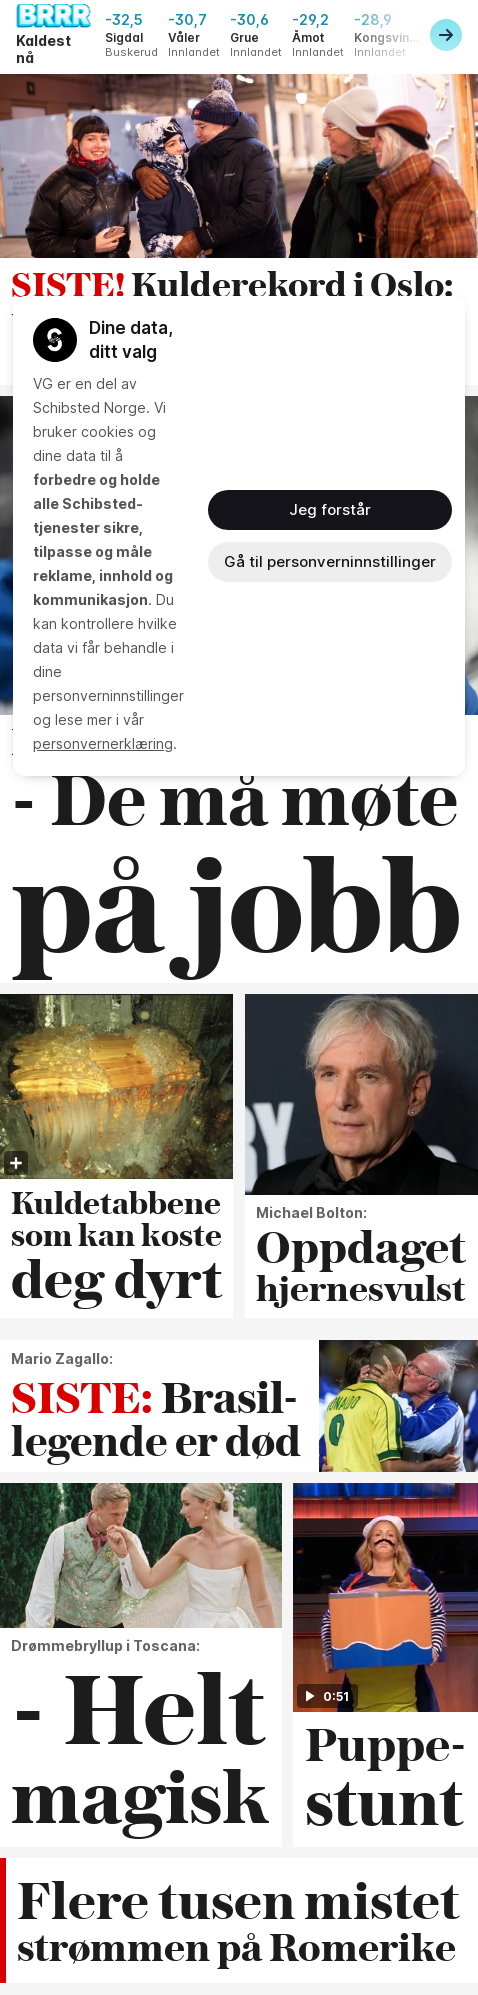 BRRR
Kaldest
nå
-32,5
Sigdal
Buskerud
-30,7
Våler
Innlandet
-30,6
Grue
Innlandet
-29,2
Åmot
Innlandet
-28,9
Kongsvin...
Innlandet
SISTE! Kulderekord i Oslo:
Dine data,
ditt valg
VG er en del av
Schibsted Norge. Vi
bruker cookies og
dine data til å
forbedre og holde
alle Schibsted-
tjenester sikre,
tilpasse og måle
reklame, innhold og
kommunikasjon. Du
kan kontrollere hvilke
data vi får behandle i
dine
personverninnstillinger
og lese mer i vår
personvernerklæring.
Jeg forstår
Gå til personverninnstillinger
- De må møte
på jobb
Kuldetabbene
som kan koste
deg dyrt
Michael Bolton:
Oppdaget
hjernesvulst
Mario Zagallo:
SISTE: Brasil-
legende er død
Drømmebryllup i Toscana:
- Helt
magisk
0:51
Puppe-
stunt
Flere tusen mistet
strømmen på Romerike